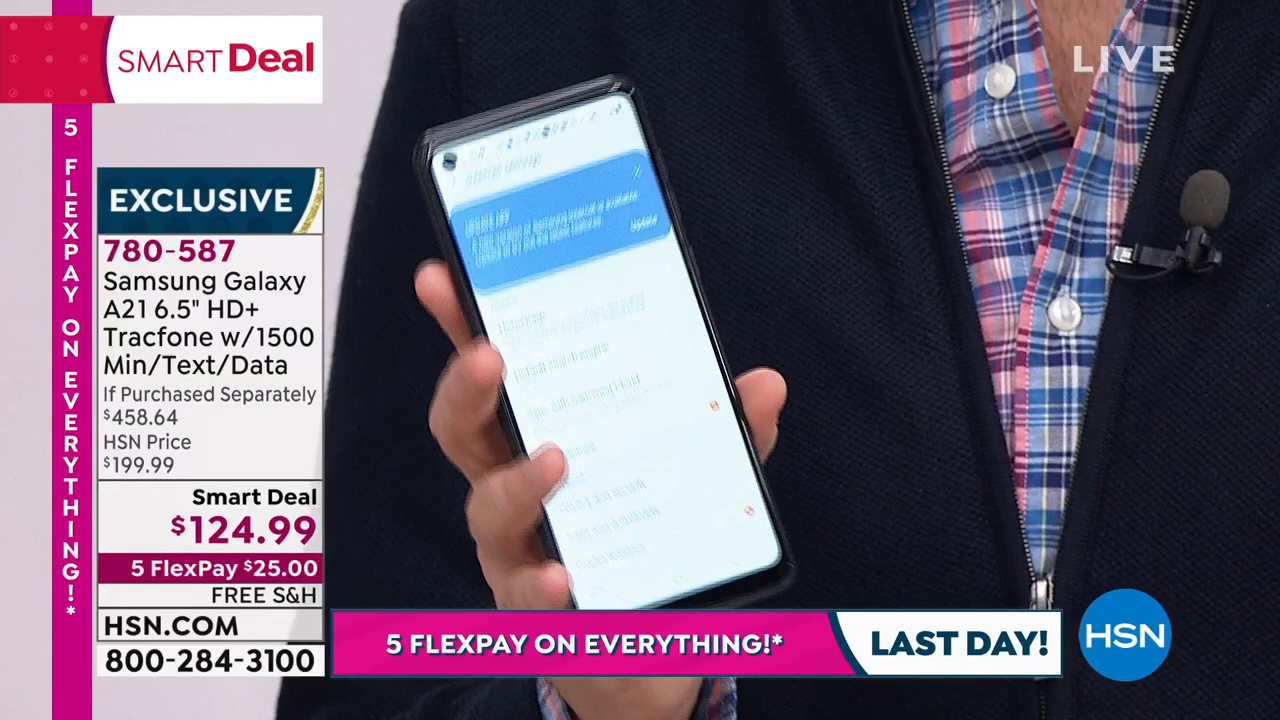 SMART Deal
LIVE
5 FLEXPAY ON EVERYTHING!*
EXCLUSIVE
780-587
Samsung Galaxy
A21 6.5" HD+
Tracfone w/1500
Min/Text/Data
If Purchased Separately
$458.64
HSN Price
$199.99
Smart Deal
$124.99
5 FlexPay $25.00
FREE S&H
HSN.COM
800-284-3100
5 FLEXPAY ON EVERYTHING!*
LAST DAY!
HSN